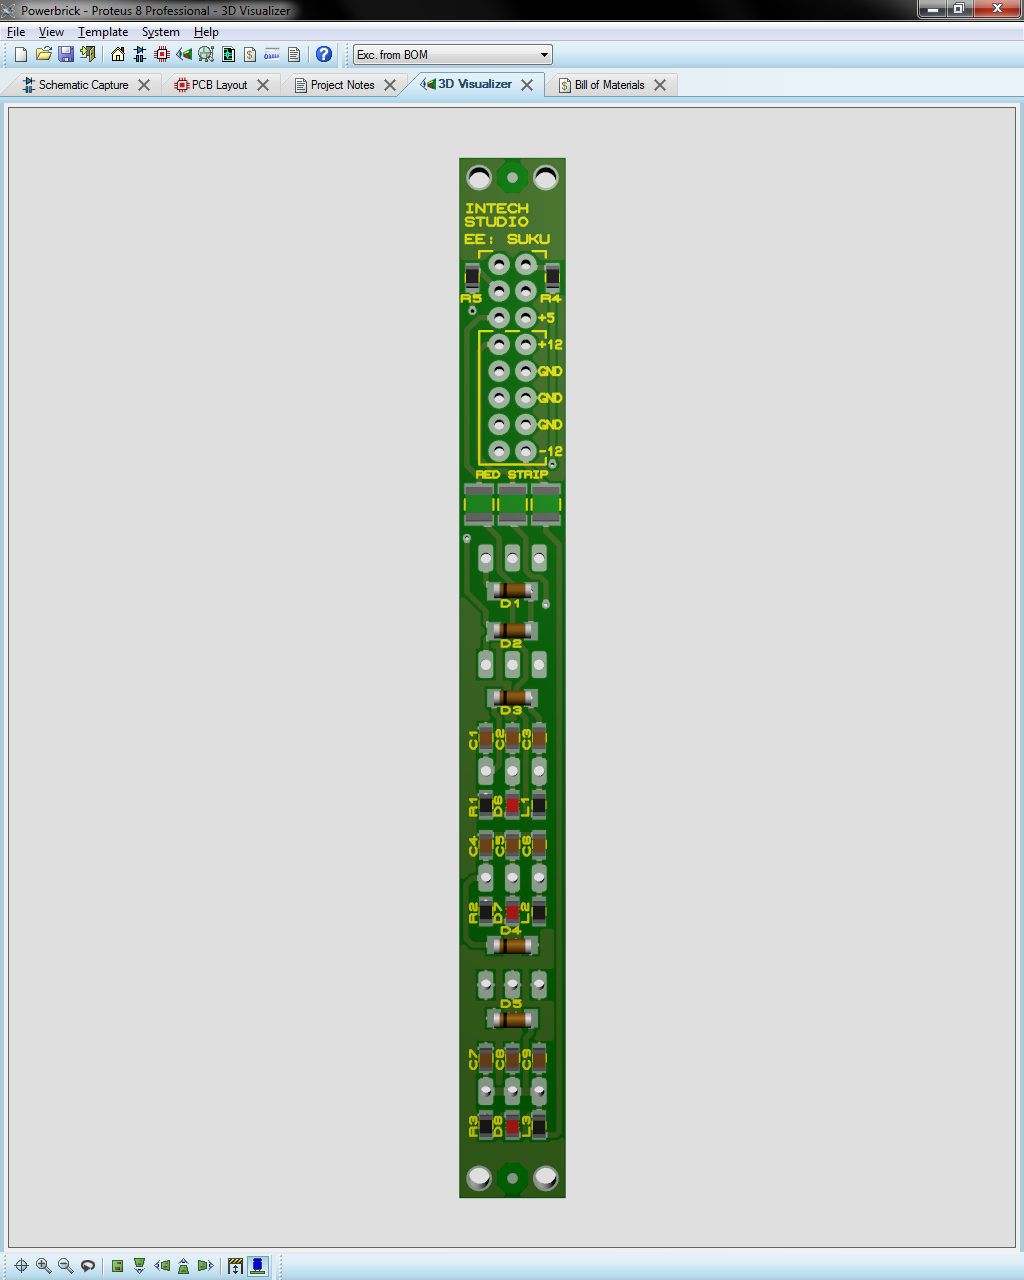 Powerbrick - Proteus 8 Professional - 3D Visualizer
File View Template System Help
Exc. from BOM
Schematic Capture
PCB Layout
Project Notes
3D Visualizer
Bill of Materials
INTECH
STUDIO
EE: SUKU
R5 R4
+5
+12
GND
GND
GND
-12
RED STRIP
D1
D2
D3
C1 C2 C3
R1 D6 L1
C4 C5 C6
R2 D7 L2
D4
D5
C7 C8 C9
R3 D8 L3